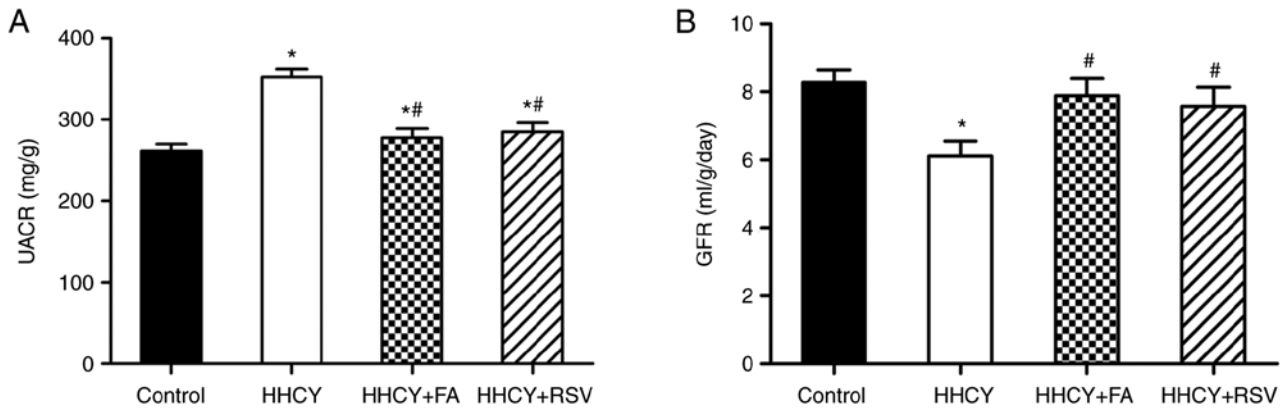 A
UACR (mg/g)
400
300
200
100
0
*
*#
*#
Control HHCY HHCY+FA HHCY+RSV
B
GFR (ml/g/day)
10
8
6
4
2
0
*
#
#
Control HHCY HHCY+FA HHCY+RSV